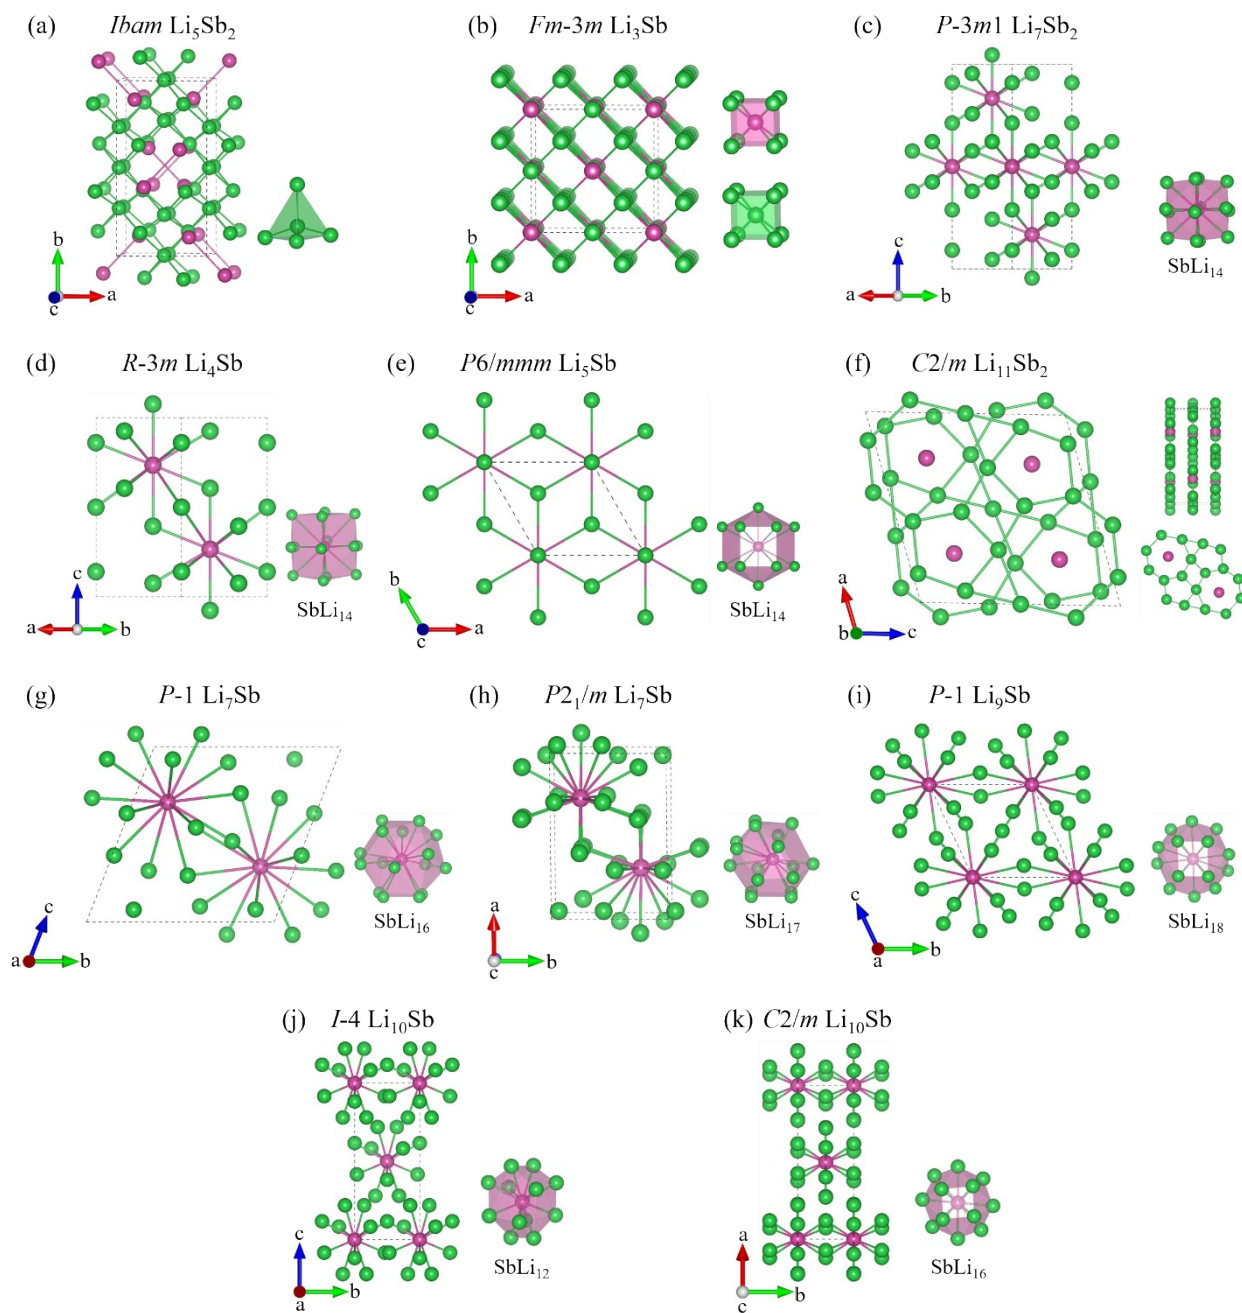 (a) Ibam Li₅Sb₂
(b) Fm-3m Li₃Sb
(c) P-3m1 Li₇Sb₂
b
c
a
b
c
a
SbLi₁₄
c
a
b
(d) R-3m Li₄Sb
(e) P6/mmm Li₅Sb
(f) C2/m Li₁₁Sb₂
c
a
b
SbLi₁₄
b
c
a
SbLi₁₄
a
b
c
(g) P-1 Li₇Sb
(h) P2₁/m Li₇Sb
(i) P-1 Li₉Sb
c
a
b
SbLi₁₆
a
c
b
SbLi₁₇
c
a
b
SbLi₁₈
(j) I-4 Li₁₀Sb
(k) C2/m Li₁₀Sb
c
a
b
SbLi₁₂
a
c
b
SbLi₁₆